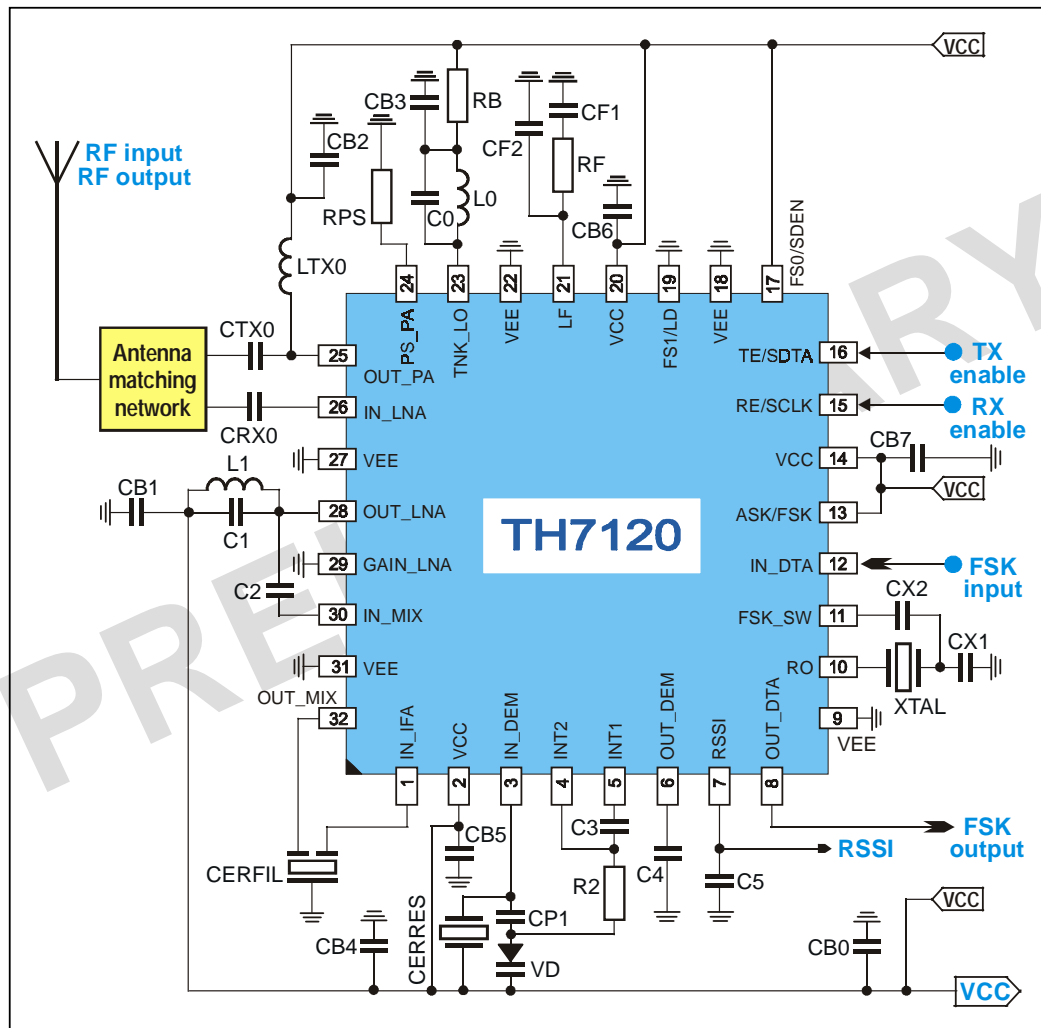 VCC
CB3
RB
CF1
CB2
CF2
RF
RF input
RF output
RPS
C0
L0
CB6
FS0/SDEN
LTX0
24
23
22
21
20
19
18
17
PS_PA
TNK_LO
VEE
LF
VCC
FS1/LD
VEE
Antenna
matching
network
CTX0
25
OUT_PA
TE/SDTA
16
TX
enable
CRX0
26
IN_LNA
RE/SCLK
15
RX
enable
27
VEE
VCC
14
CB7
VCC
L1
CB1
28
OUT_LNA
ASK/FSK
13
C1
TH7120
29
GAIN_LNA
IN_DTA
12
FSK
input
C2
30
IN_MIX
FSK_SW
11
CX2
31
VEE
RO
10
CX1
XTAL
OUT_MIX
32
9
VEE
IN_IFA
VCC
IN_DEM
INT2
INT1
OUT_DEM
RSSI
OUT_DTA
1
2
3
4
5
6
7
8
CERFIL
CB5
C3
FSK
output
RSSI
R2
C4
C5
CERRES
CP1
VD
CB4
CB0
VCC
VCC
PRELI
ARY